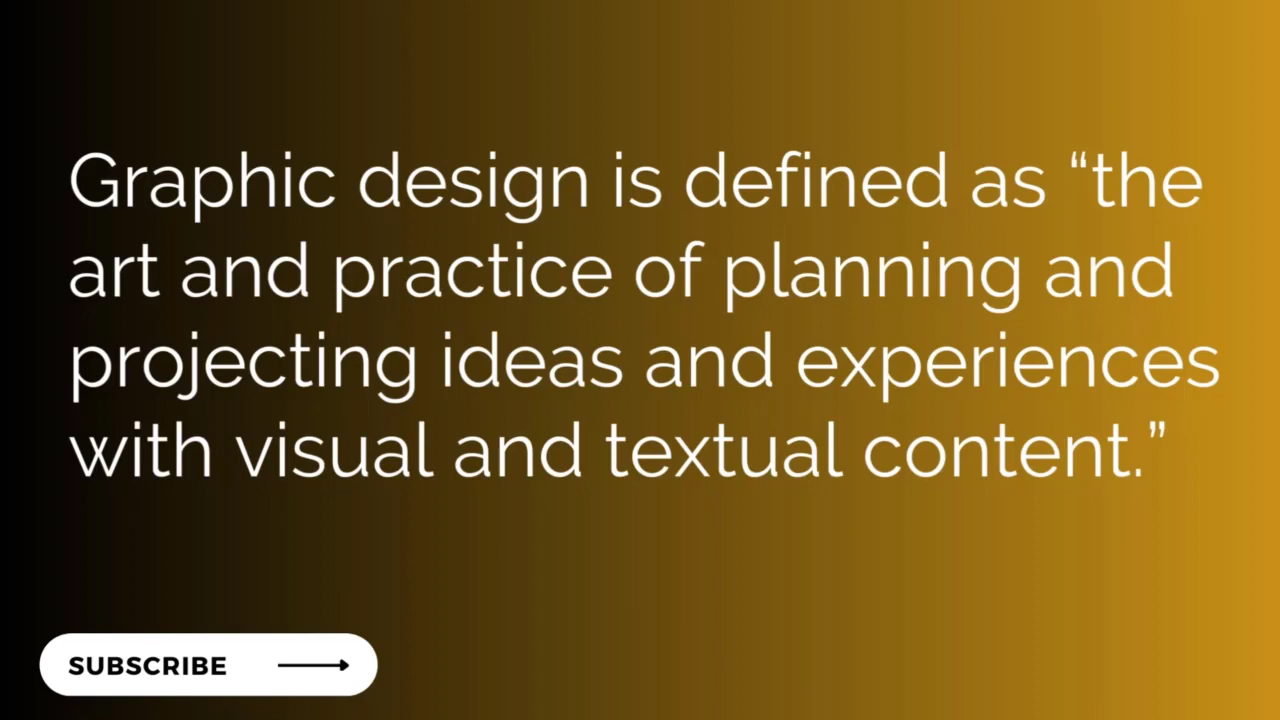 Graphic design is defined as “the
art and practice of planning and
projecting ideas and experiences
with visual and textual content.”
SUBSCRIBE